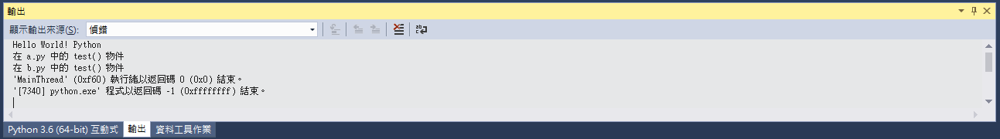 輸出
顯示輸出來源(S): 偵錯
Hello World! Python
在 a.py 中的 test() 物件
在 b.py 中的 test() 物件
'MainThread' (0xf60) 執行緒以返回碼 0 (0x0) 結束。
'[7340] python.exe' 程式以返回碼 -1 (0xffffffff) 結束。
Python 3.6 (64-bit) 互動式 輸出 資料工具作業